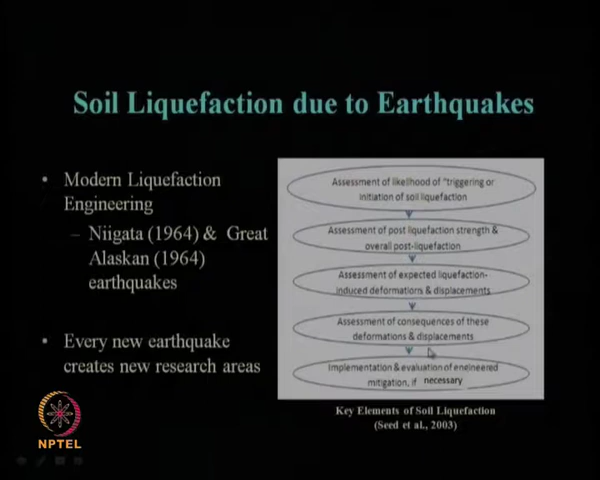 Soil Liquefaction due to Earthquakes
• Modern Liquefaction
Engineering
– Niigata (1964) & Great
Alaskan (1964)
earthquakes
• Every new earthquake
creates new research areas
Assessment of likelihood of "triggering or
initiation of soil liquefaction
Assessment of post liquefaction strength &
overall post-liquefaction
Assessment of expected liquefaction-
induced deformations & displacements
Assessment of consequences of these
deformations & displacements
Implementation & evaluation of engineered
mitigation, if necessary
Key Elements of Soil Liquefaction
(Seed et al., 2003)
NPTEL